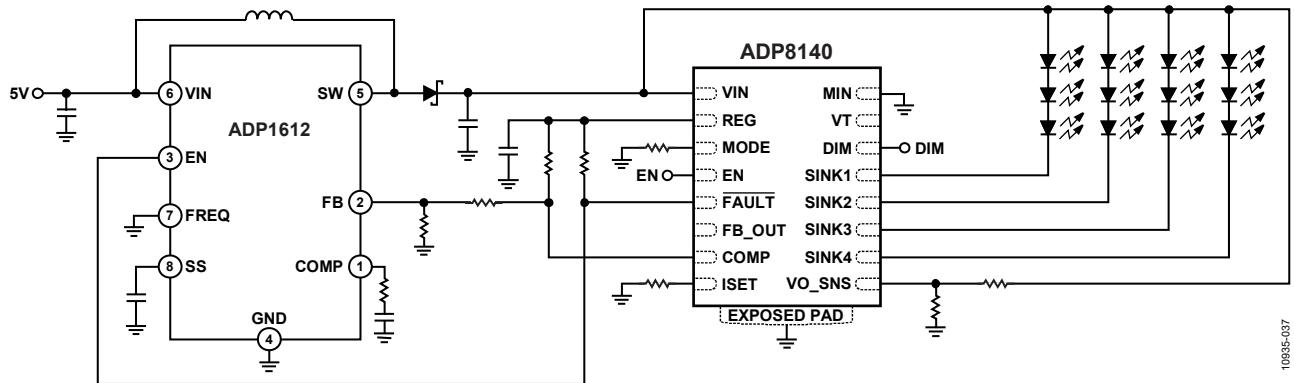 ADP8140
5V
6
VIN
SW
5
ADP1612
3
EN
FB
2
7
FREQ
8
SS
COMP
1
GND
4
VIN
REG
MODE
EN
EN
FAULT
FB_OUT
COMP
ISET
MIN
VT
DIM
DIM
SINK1
SINK2
SINK3
SINK4
VO_SNS
EXPOSED PAD
10935-037